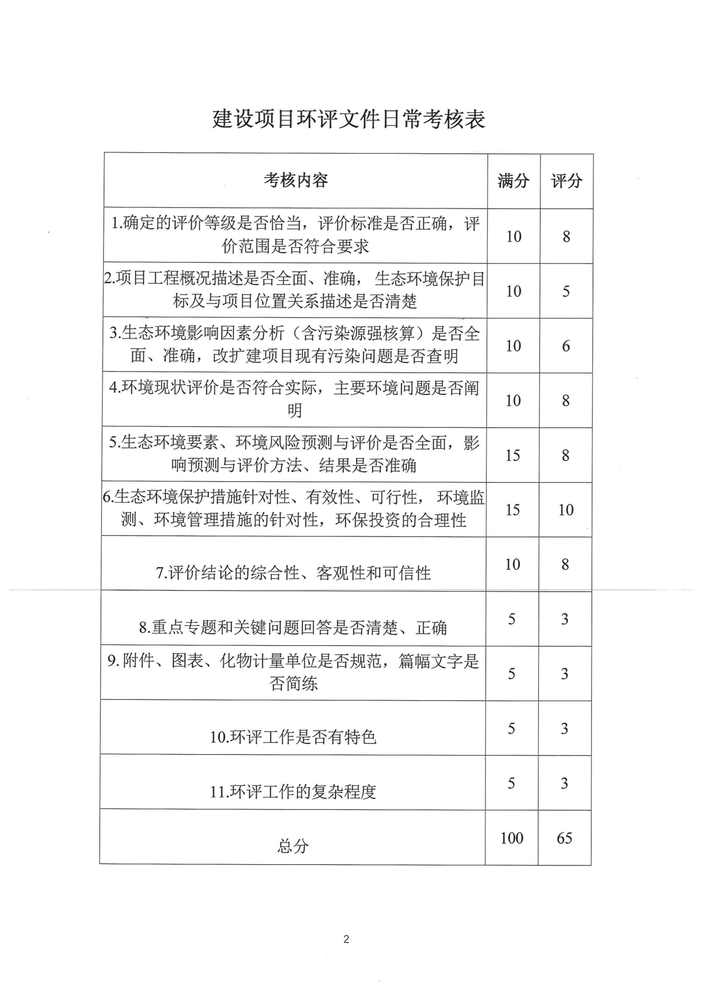 建设项目环评文件日常考核表
考核内容 满分 评分
1.确定的评价等级是否恰当，评价标准是否正确，评
价范围是否符合要求
10 8
2.项目工程概况描述是否全面、准确， 生态环境保护目
标及与项目位置关系描述是否清楚
10 5
3.生态环境影响因素分析（含污染源强核算）是否全
面、准确，改扩建项目现有污染问题是否查明
10 6
4.环境现状评价是否符合实际，主要环境问题是否阐
明
10 8
5.生态环境要素、环境风险预测与评价是否全面，影
响预测与评价方法、结果是否准确
15 8
6.生态环境保护措施针对性、有效性、可行性， 环境监
测、环境管理措施的针对性，环保投资的合理性
15 10
7.评价结论的综合性、客观性和可信性
10 8
8.重点专题和关键问题回答是否清楚、正确
5 3
9.附件、图表、化物计量单位是否规范，篇幅文字是
否简练
5 3
10.环评工作是否有特色
5 3
11.环评工作的复杂程度
5 3
总分
100 65
2